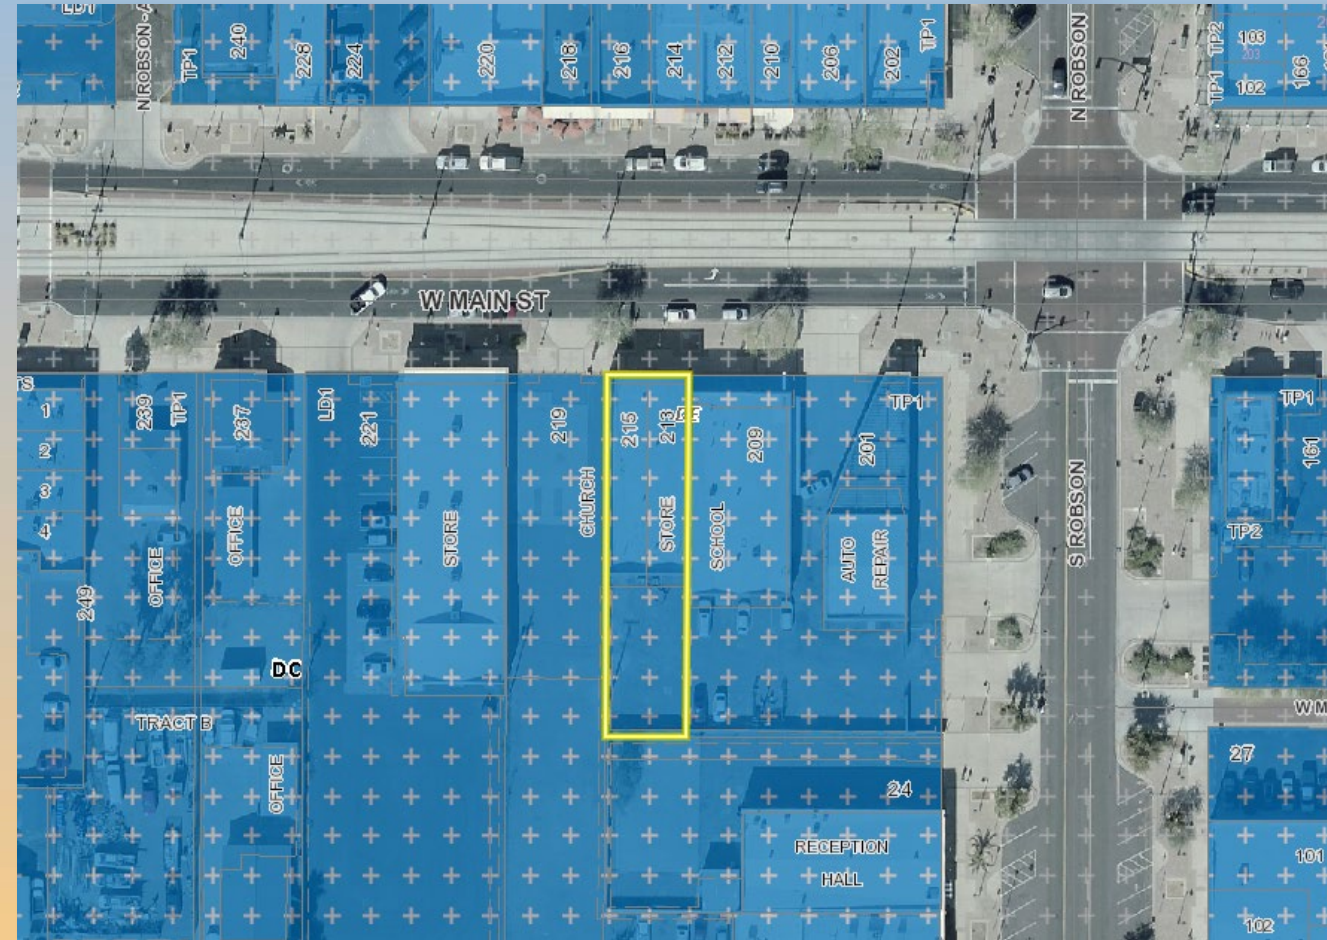 LD1
N ROBSON
TP1
240
228
224
220
218
216
214
212
210
206
202
TP1
N ROBSON
TP2
TP1
103
203
102
166
W MAIN ST
TS
1
2
3
4
249
239
TP1
OFFICE
237
OFFICE
LD1
221
STORE
219
CHURCH
215
213
STORE
209
SCHOOL
201
TP1
AUTO
REPAIR
S ROBSON
TP1
161
TP2
DC
TRACT B
OFFICE
W M
27
24
RECEPTION
HALL
101
102